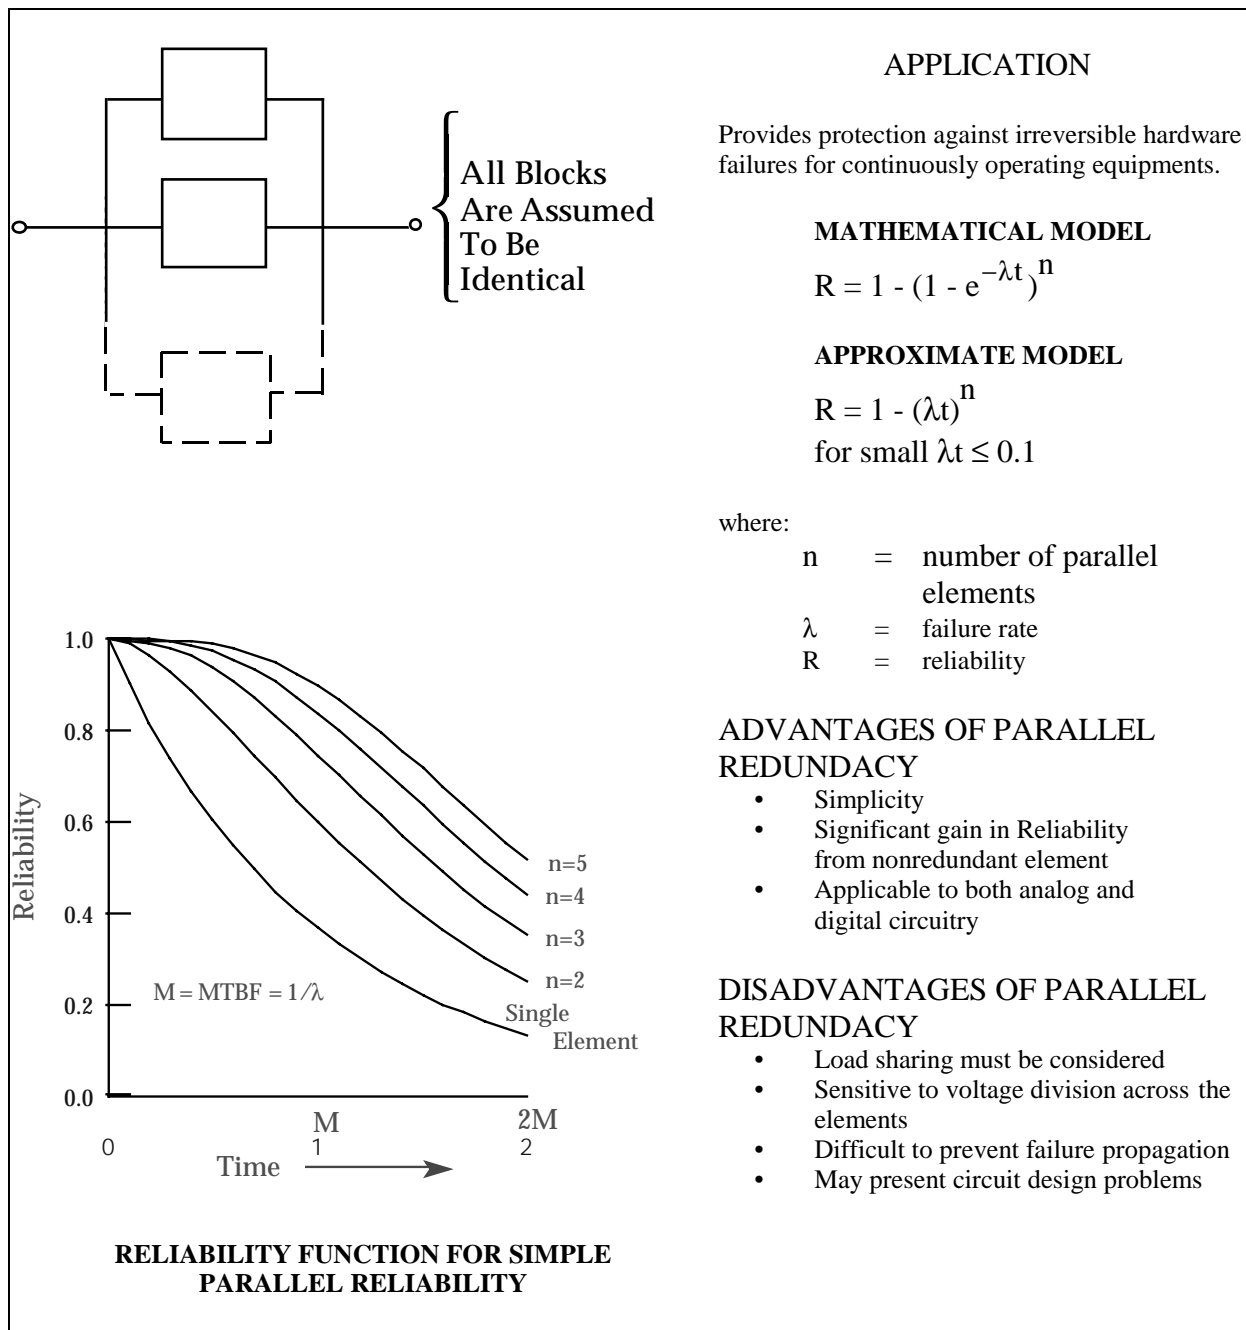 All Blocks
Are Assumed
To Be
Identical
APPLICATION
Provides protection against irreversible hardware
failures for continuously operating equipments.
MATHEMATICAL MODEL
R = 1 - (1 - e^{−λt})^n
APPROXIMATE MODEL
R = 1 - (λt)^n
for small λt ≤ 0.1
where:
n = number of parallel
elements
λ = failure rate
R = reliability
ADVANTAGES OF PARALLEL
REDUNDACY
• Simplicity
• Significant gain in Reliability
from nonredundant element
• Applicable to both analog and
digital circuitry
DISADVANTAGES OF PARALLEL
REDUNDACY
• Load sharing must be considered
• Sensitive to voltage division across the
elements
• Difficult to prevent failure propagation
• May present circuit design problems
1.0
0.8
0.6
0.4
0.2
0.0
Reliability
n=5
n=4
n=3
n=2
Single
Element
M = MTBF = 1/λ
M 2M
0 1 2
Time
RELIABILITY FUNCTION FOR SIMPLE
PARALLEL RELIABILITY